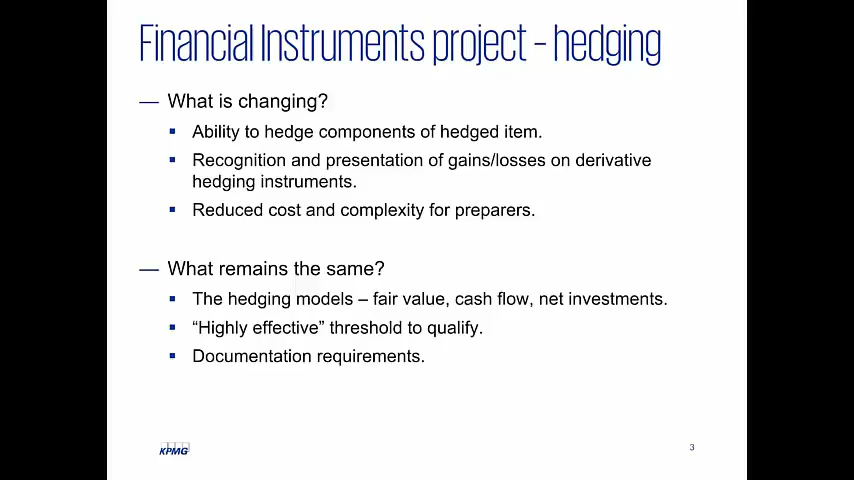 Financial Instruments project – hedging
— What is changing?
▪ Ability to hedge components of hedged item.
▪ Recognition and presentation of gains/losses on derivative
hedging instruments.
▪ Reduced cost and complexity for preparers.
— What remains the same?
▪ The hedging models – fair value, cash flow, net investments.
▪ “Highly effective” threshold to qualify.
▪ Documentation requirements.
KPMG
3